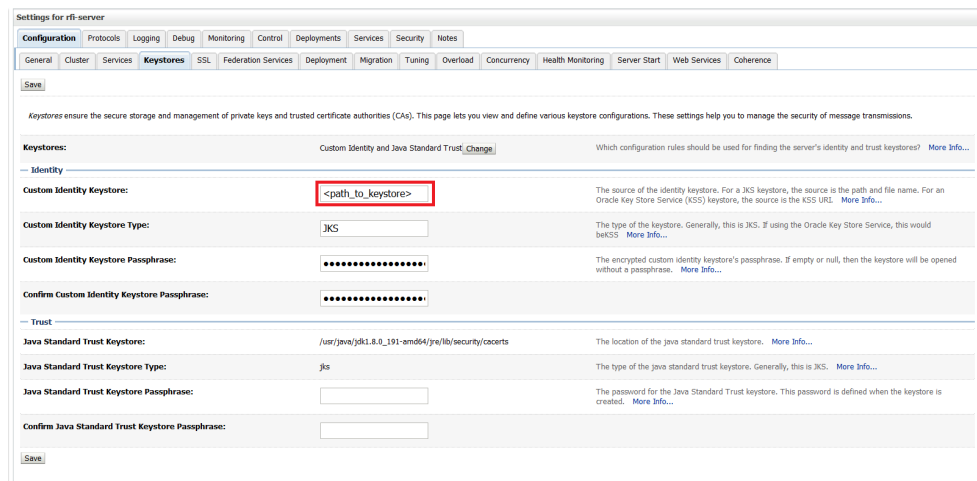 Settings for rfi-server
Configuration Protocols Logging Debug Monitoring Control Deployments Services Security Notes
General Cluster Services Keystores SSL Federation Services Deployment Migration Tuning Overload Concurrency Health Monitoring Server Start Web Services Coherence
Save
Keystores ensure the secure storage and management of private keys and trusted certificate authorities (CAs). This page lets you view and define various keystore configurations. These settings help you to manage the security of message transmissions.
Keystores: Custom Identity and Java Standard Trust Change Which configuration rules should be used for finding the server's identity and trust keystores? More Info...
Identity
Custom Identity Keystore: <path_to_keystore> The source of the identity keystore. For a JKS keystore, the source is the path and file name. For an
Oracle Key Store Service (KSS) keystore, the source is the KSS URI. More Info...
Custom Identity Keystore Type: JKS The type of the keystore. Generally, this is JKS. If using the Oracle Key Store Service, this would
beKSS More Info...
Custom Identity Keystore Passphrase: The encrypted custom identity keystore's passphrase. If empty or null, then the keystore will be opened
without a passphrase. More Info...
Confirm Custom Identity Keystore Passphrase:
Trust
Java Standard Trust Keystore: /usr/java/jdk1.8.0_191-amd64/jre/lib/security/cacerts The location of the java standard trust keystore. More Info...
Java Standard Trust Keystore Type: jks The type of the java standard trust keystore. Generally, this is JKS. More Info...
Java Standard Trust Keystore Passphrase: The password for the Java Standard Trust keystore. This password is defined when the keystore is
created. More Info...
Confirm Java Standard Trust Keystore Passphrase:
Save